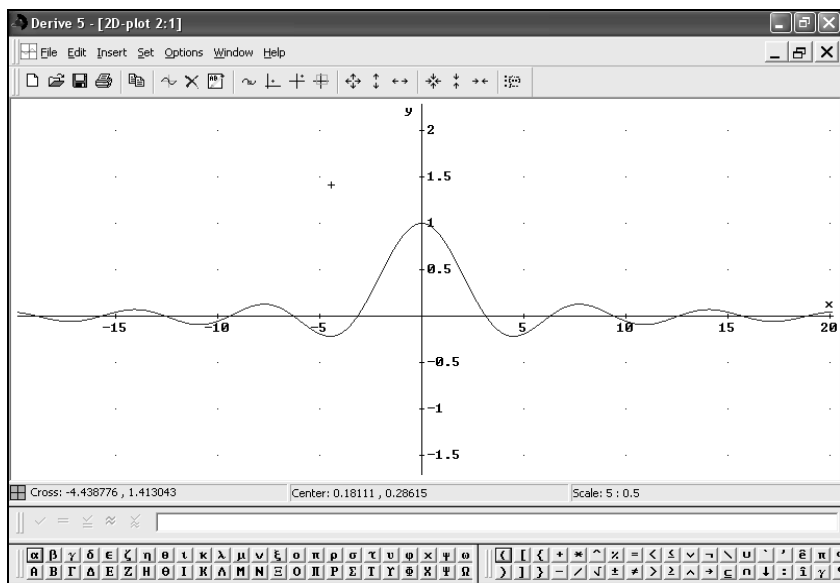 Derive 5 - [2D-plot 2:1]
File Edit Insert Set Options Window Help
y
2
1.5
1
0.5
x
-15 -10 -5 5 10 15 20
-0.5
-1
-1.5
Cross: -4.438776 , 1.413043 Center: 0.18111 , 0.28615 Scale: 5 : 0.5
α β γ δ ε ζ η θ ι κ λ μ ν ξ ο π ρ σ τ υ φ χ ψ ω ( [ { + * ^ % = < ≤ ∨ ¬ \ ∪ ` ' ê π
Α Β Γ Δ Ε Ζ Η Θ Ι Κ Λ Μ Ν Ξ Ο Π Ρ Σ Τ Υ Φ Χ Ψ Ω ) ] } - / √ ± ≠ > ≥ ∧ → ⊆ ∩ ↓ : î γ